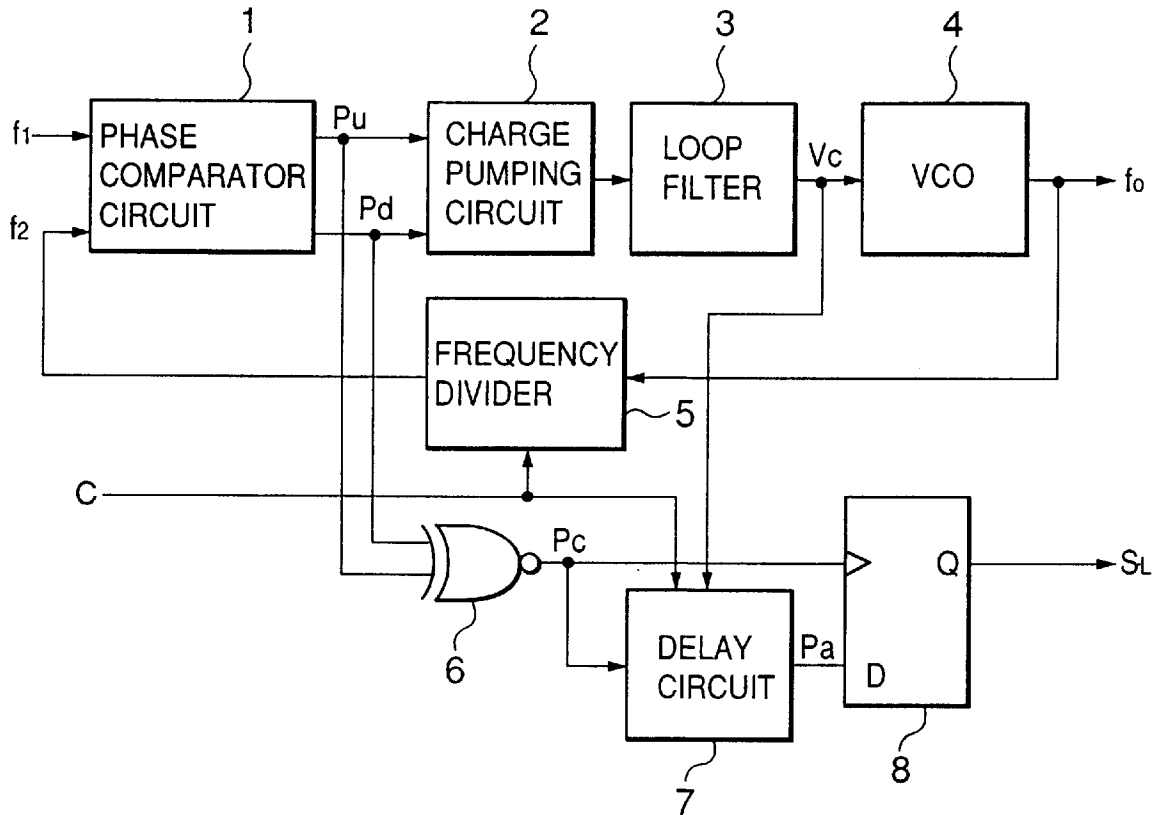 1
2
3
4
f1
f2
PHASE
COMPARATOR
CIRCUIT
Pu
Pd
CHARGE
PUMPING
CIRCUIT
LOOP
FILTER
Vc
VCO
fo
FREQUENCY
DIVIDER
5
C
6
Pc
DELAY
CIRCUIT
7
Pa
Q
D
8
SL